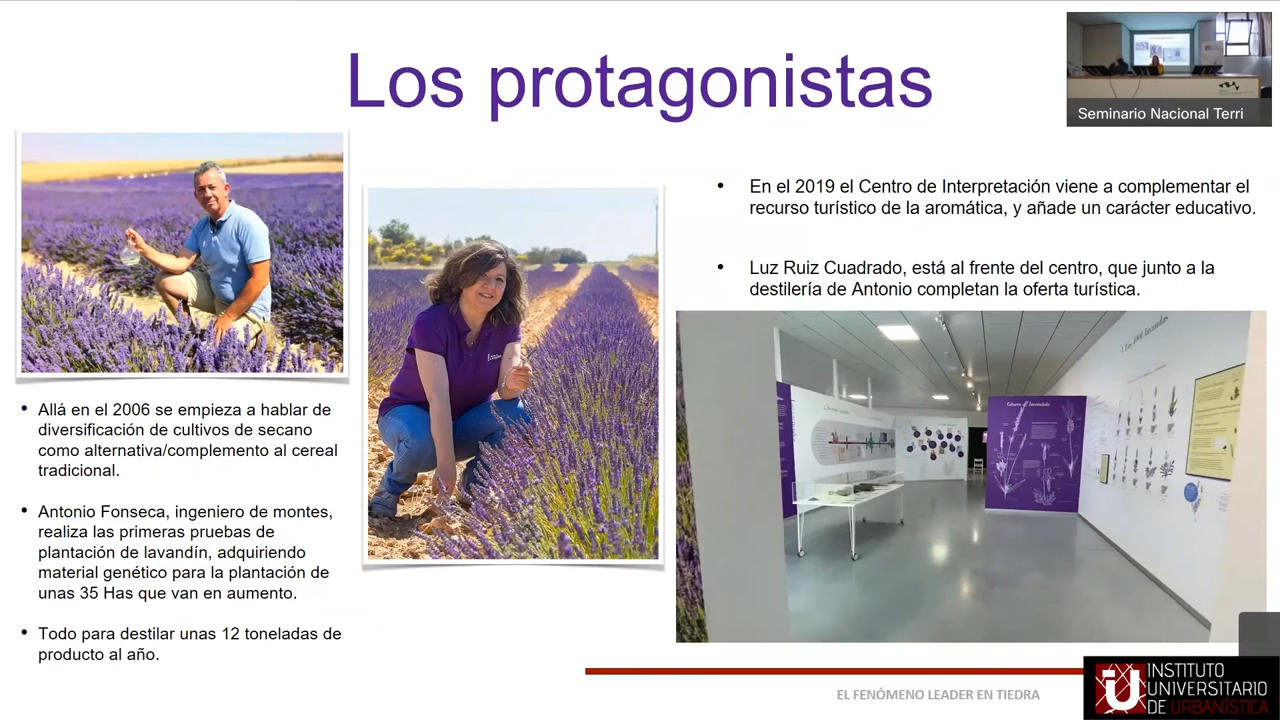 Los protagonistas
Seminario Nacional Terri
• Allá en el 2006 se empieza a hablar de
diversificación de cultivos de secano
como alternativa/complemento al cereal
tradicional.
• Antonio Fonseca, ingeniero de montes,
realiza las primeras pruebas de
plantación de lavandín, adquiriendo
material genético para la plantación de
unas 35 Has que van en aumento.
• Todo para destilar unas 12 toneladas de
producto al año.
• En el 2019 el Centro de Interpretación viene a complementar el
recurso turístico de la aromática, y añade un carácter educativo.
• Luz Ruiz Cuadrado, está al frente del centro, que junto a la
destilería de Antonio completan la oferta turística.
EL FENÓMENO LEADER EN TIEDRA
INSTITUTO
UNIVERSITARIO
DE URBANÍSTICA